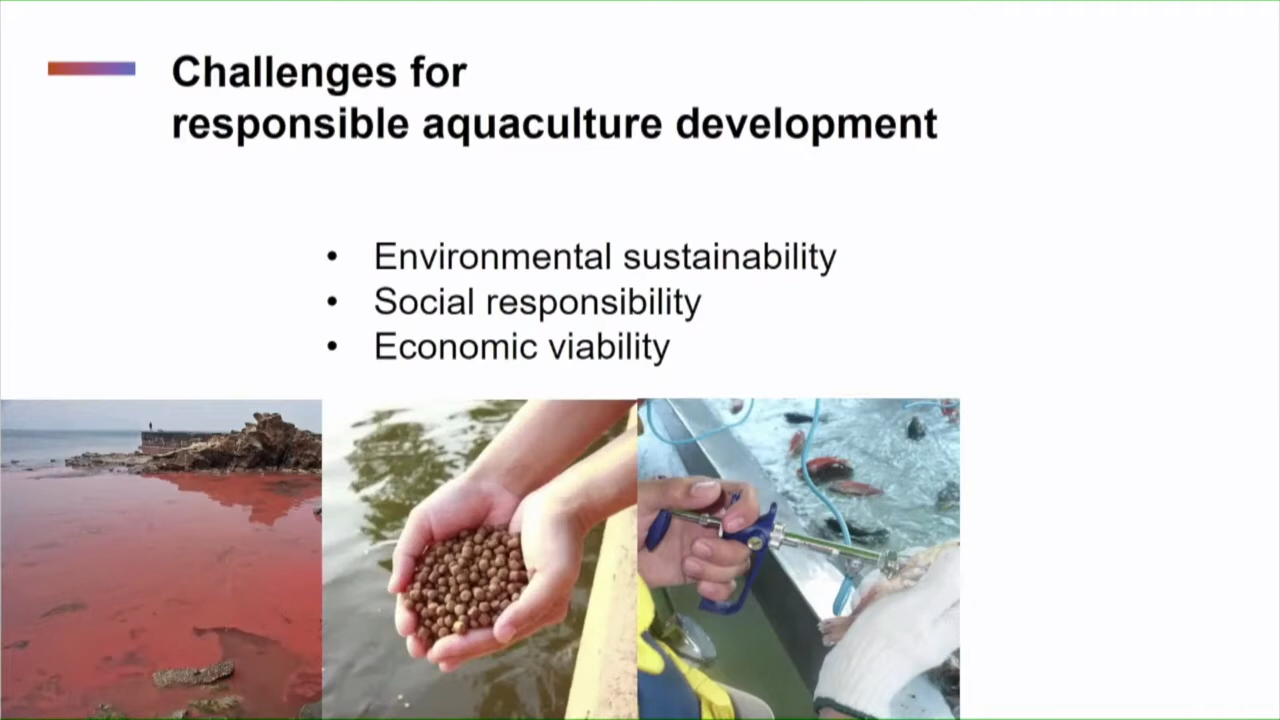 Challenges for
responsible aquaculture development
• Environmental sustainability
• Social responsibility
• Economic viability